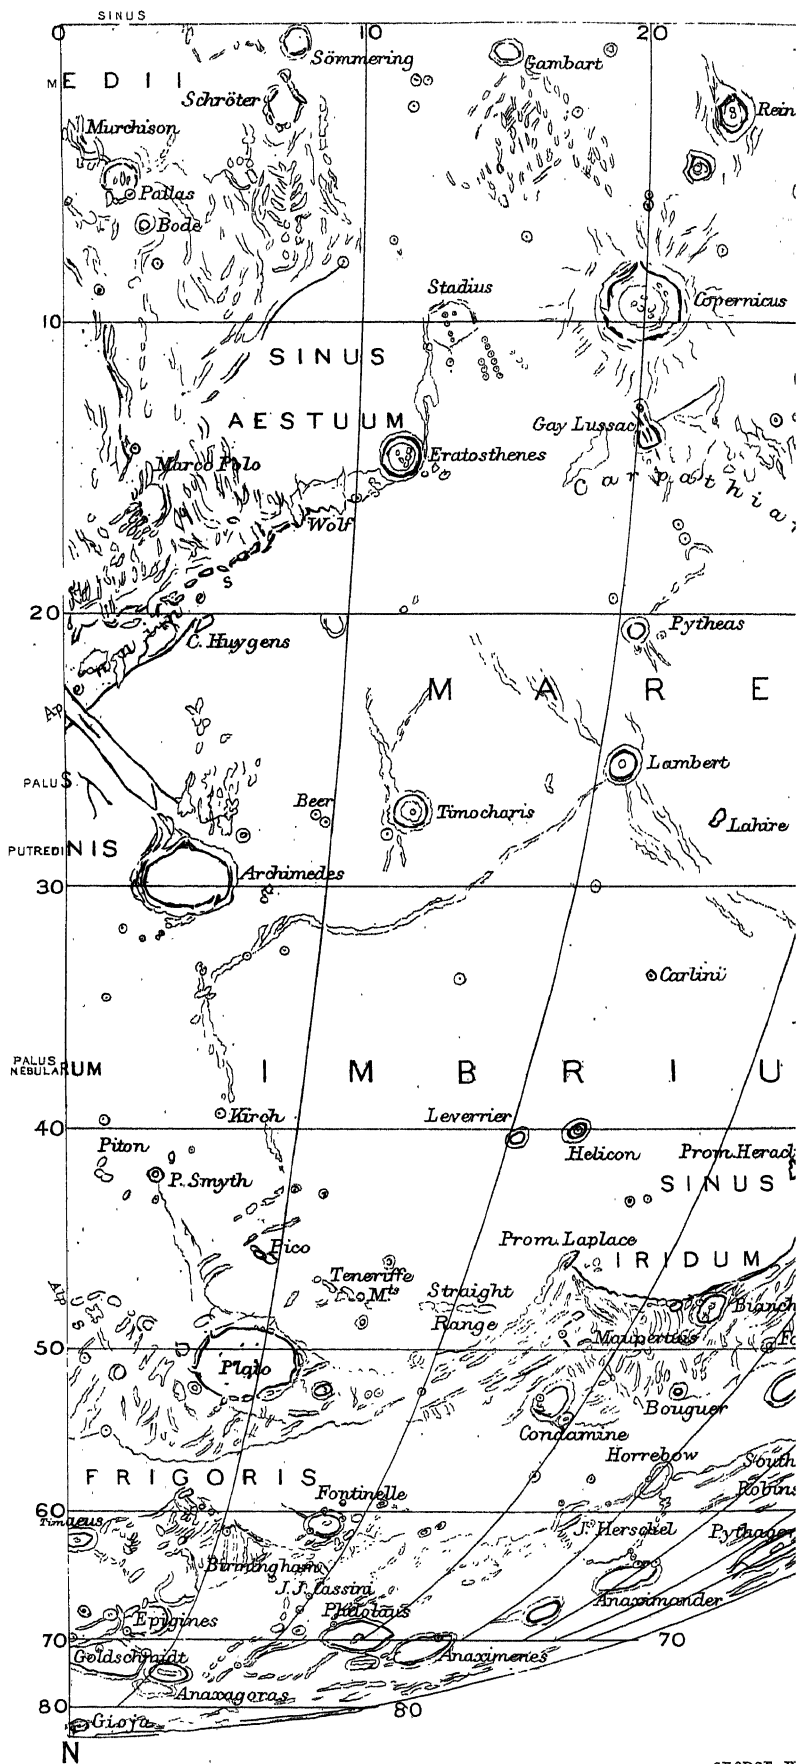 SINUS
0 10 20
Sömmering
Gambart
MEDII
Schröter
Rein
Murchison
Pallas
Bode
Stadius
Copernicus
10
SINUS
AESTUUM
Gay Lussac
Eratosthenes
Marco Polo
Carpathian
Wolf
20
Apennines
C. Huygens
Pytheas
MARE
Lambert
PALUS
Beer
Timocharis
Lahire
PUTREDINIS
Archimedes
30
Carlini
PALUS
NEBULARUM
IMBRIU
Kirch
Leverrier
40
Piton
Helicon
Prom. Heracl
P. Smyth
SINUS
Prom. Laplace
Pico
IRIDUM
Teneriffe
Mts
Straight
Range
Bianch
Maupertuis
50
Plato
Bouguer
Condamine
Horrebow
FRIGORIS
South
Fontinelle
Robins
60
Timaeus
J. Herschel
Pythagor
Birmingham
J.J. Cassini
Anaximander
Epigines
Philolaus
70 70
Goldschmidt
Anaximenes
Anaxagoras
80 80
Gioja
N